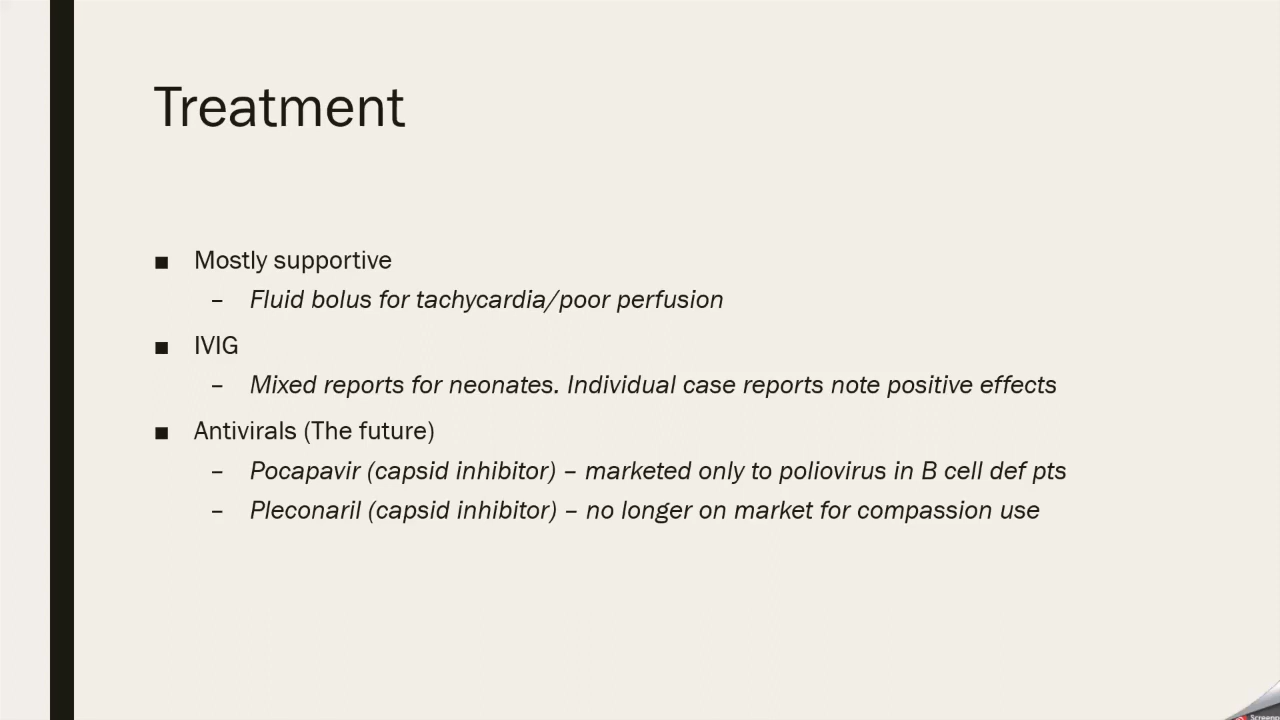 Treatment
■ Mostly supportive
– Fluid bolus for tachycardia/poor perfusion
■ IVIG
– Mixed reports for neonates. Individual case reports note positive effects
■ Antivirals (The future)
– Pocapavir (capsid inhibitor) – marketed only to poliovirus in B cell def pts
– Pleconaril (capsid inhibitor) – no longer on market for compassion use